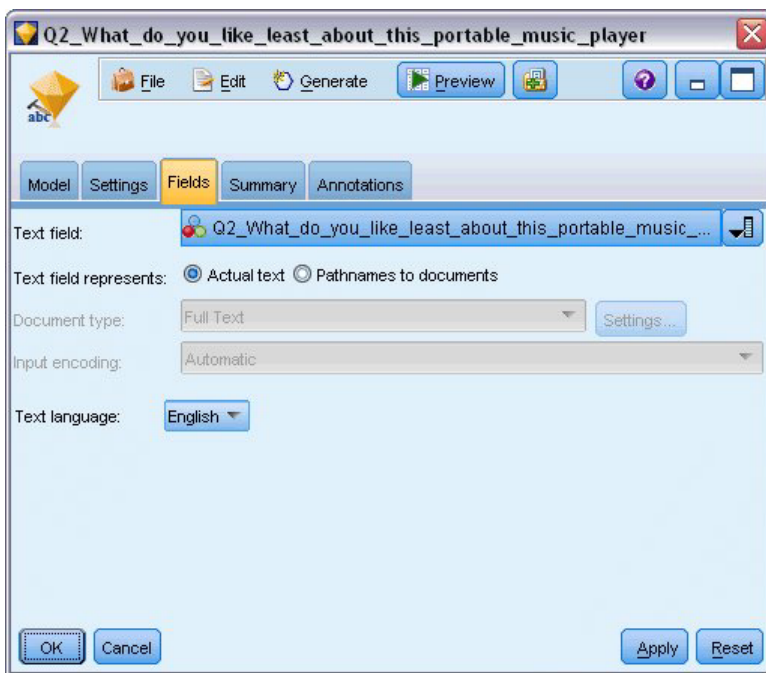 Q2_What_do_you_like_least_about_this_portable_music_player
abc
File Edit Generate Preview
Model Settings Fields Summary Annotations
Text field: Q2_What_do_you_like_least_about_this_portable_music_...
Text field represents: Actual text Pathnames to documents
Document type: Full Text Settings...
Input encoding: Automatic
Text language: English
OK Cancel Apply Reset